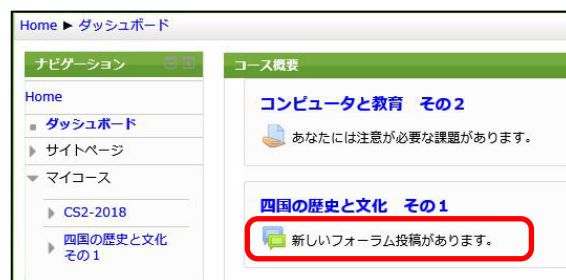 Home ▶ ダッシュボード
ナビゲーション
Home
ダッシュボード
サイトページ
マイコース
CS2-2018
四国の歴史と文化
その1
コース概要
コンピュータと教育　その２
あなたには注意が必要な課題があります。
四国の歴史と文化　その１
新しいフォーラム投稿があります。